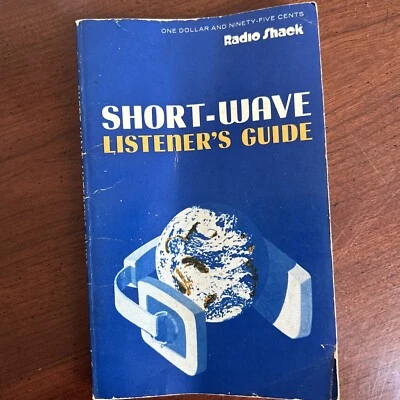 ONE DOLLAR AND NINETY-FIVE CENTS
Radio Shack
SHORT-WAVE
LISTENER'S GUIDE